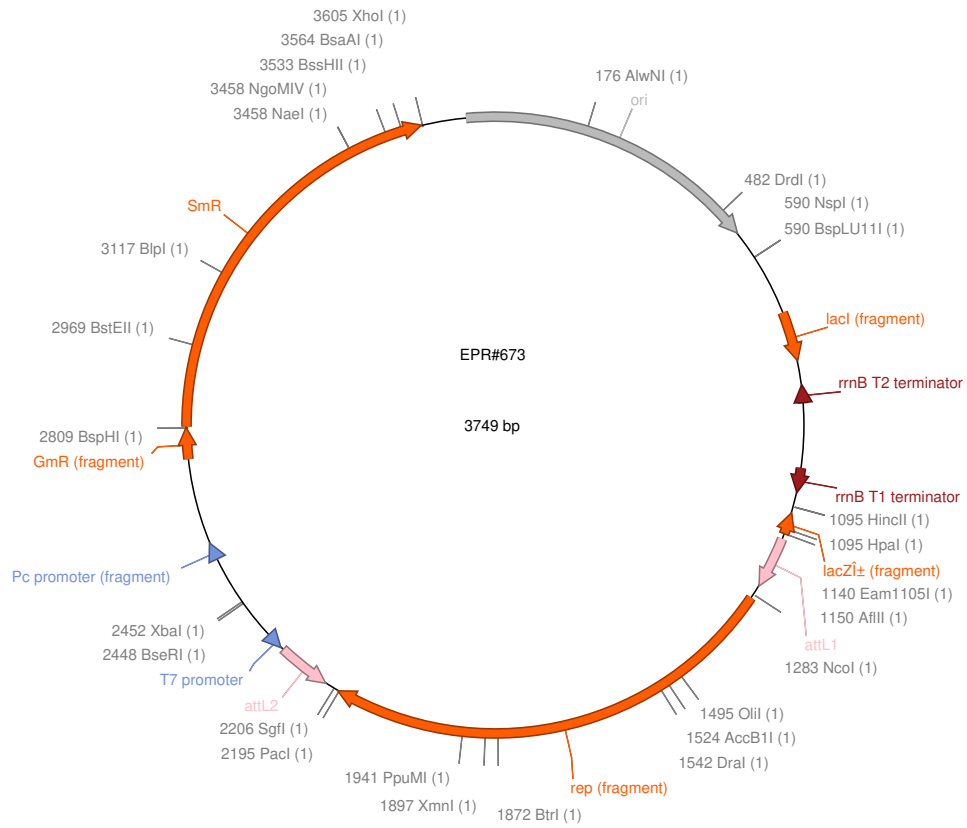 3605 XhoI (1)
3564 BsaAI (1)
3533 BssHII (1)
3458 NgoMIV (1)
3458 NaeI (1)
176 AlwNI (1)
ori
482 DrdI (1)
590 NspI (1)
590 BspLU11I (1)
SmR
3117 BlpI (1)
2969 BstEII (1)
lacI (fragment)
EPR#673
rrnB T2 terminator
3749 bp
2809 BspHI (1)
GmR (fragment)
rrnB T1 terminator
1095 HincII (1)
1095 HpaI (1)
lacZÎ± (fragment)
Pc promoter (fragment)
1140 Eam1105I (1)
1150 AflII (1)
2452 XbaI (1)
attL1
2448 BseRI (1)
1283 NcoI (1)
T7 promoter
attL2
2206 SgfI (1)
1495 OliI (1)
2195 PacI (1)
1524 AccB1I (1)
1542 DraI (1)
1941 PpuMI (1)
rep (fragment)
1897 XmnI (1)
1872 BtrI (1)